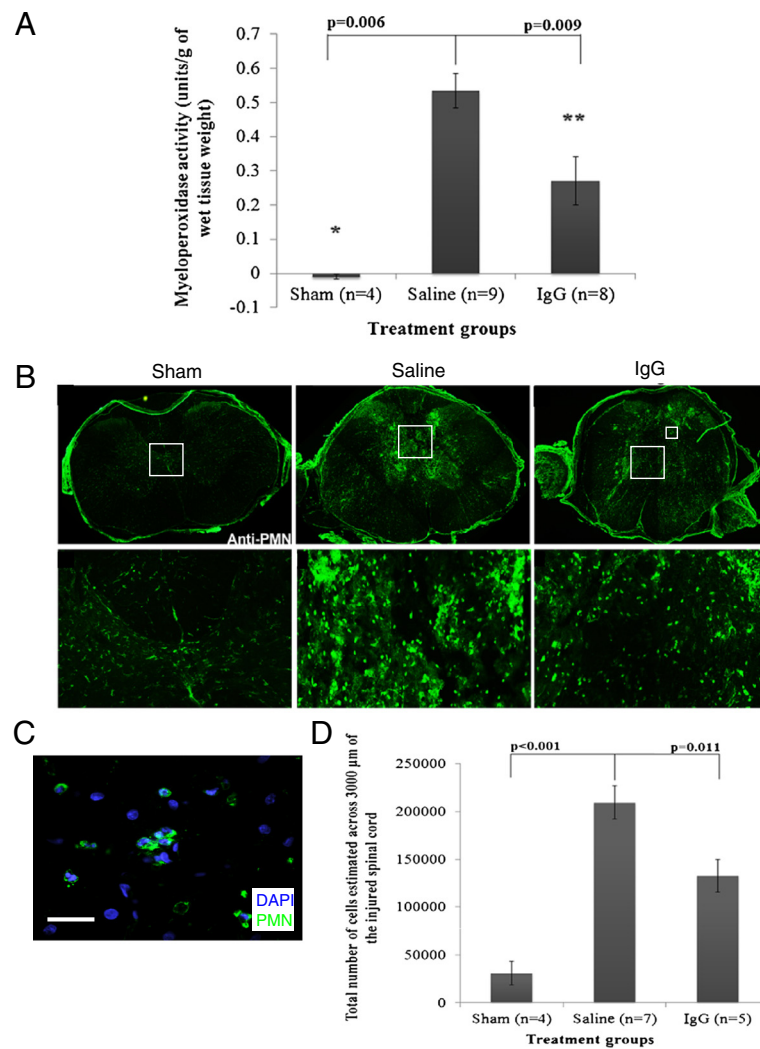 A
p=0.006
p=0.009
Myeloperoxidase activity (units/g of
wet tissue weight)
0.7
0.6
0.5
0.4
0.3
0.2
0.1
0
-0.1
*
**
Sham (n=4)
Saline (n=9)
IgG (n=8)
Treatment groups
B
Sham
Saline
IgG
Anti-PMN
C
DAPI
PMN
D
p<0.001
p=0.011
Total number of cells estimated across 3000 µm of
the injured spinal cord
250000
200000
150000
100000
50000
0
Sham (n=4)
Saline (n=7)
IgG (n=5)
Treatment groups